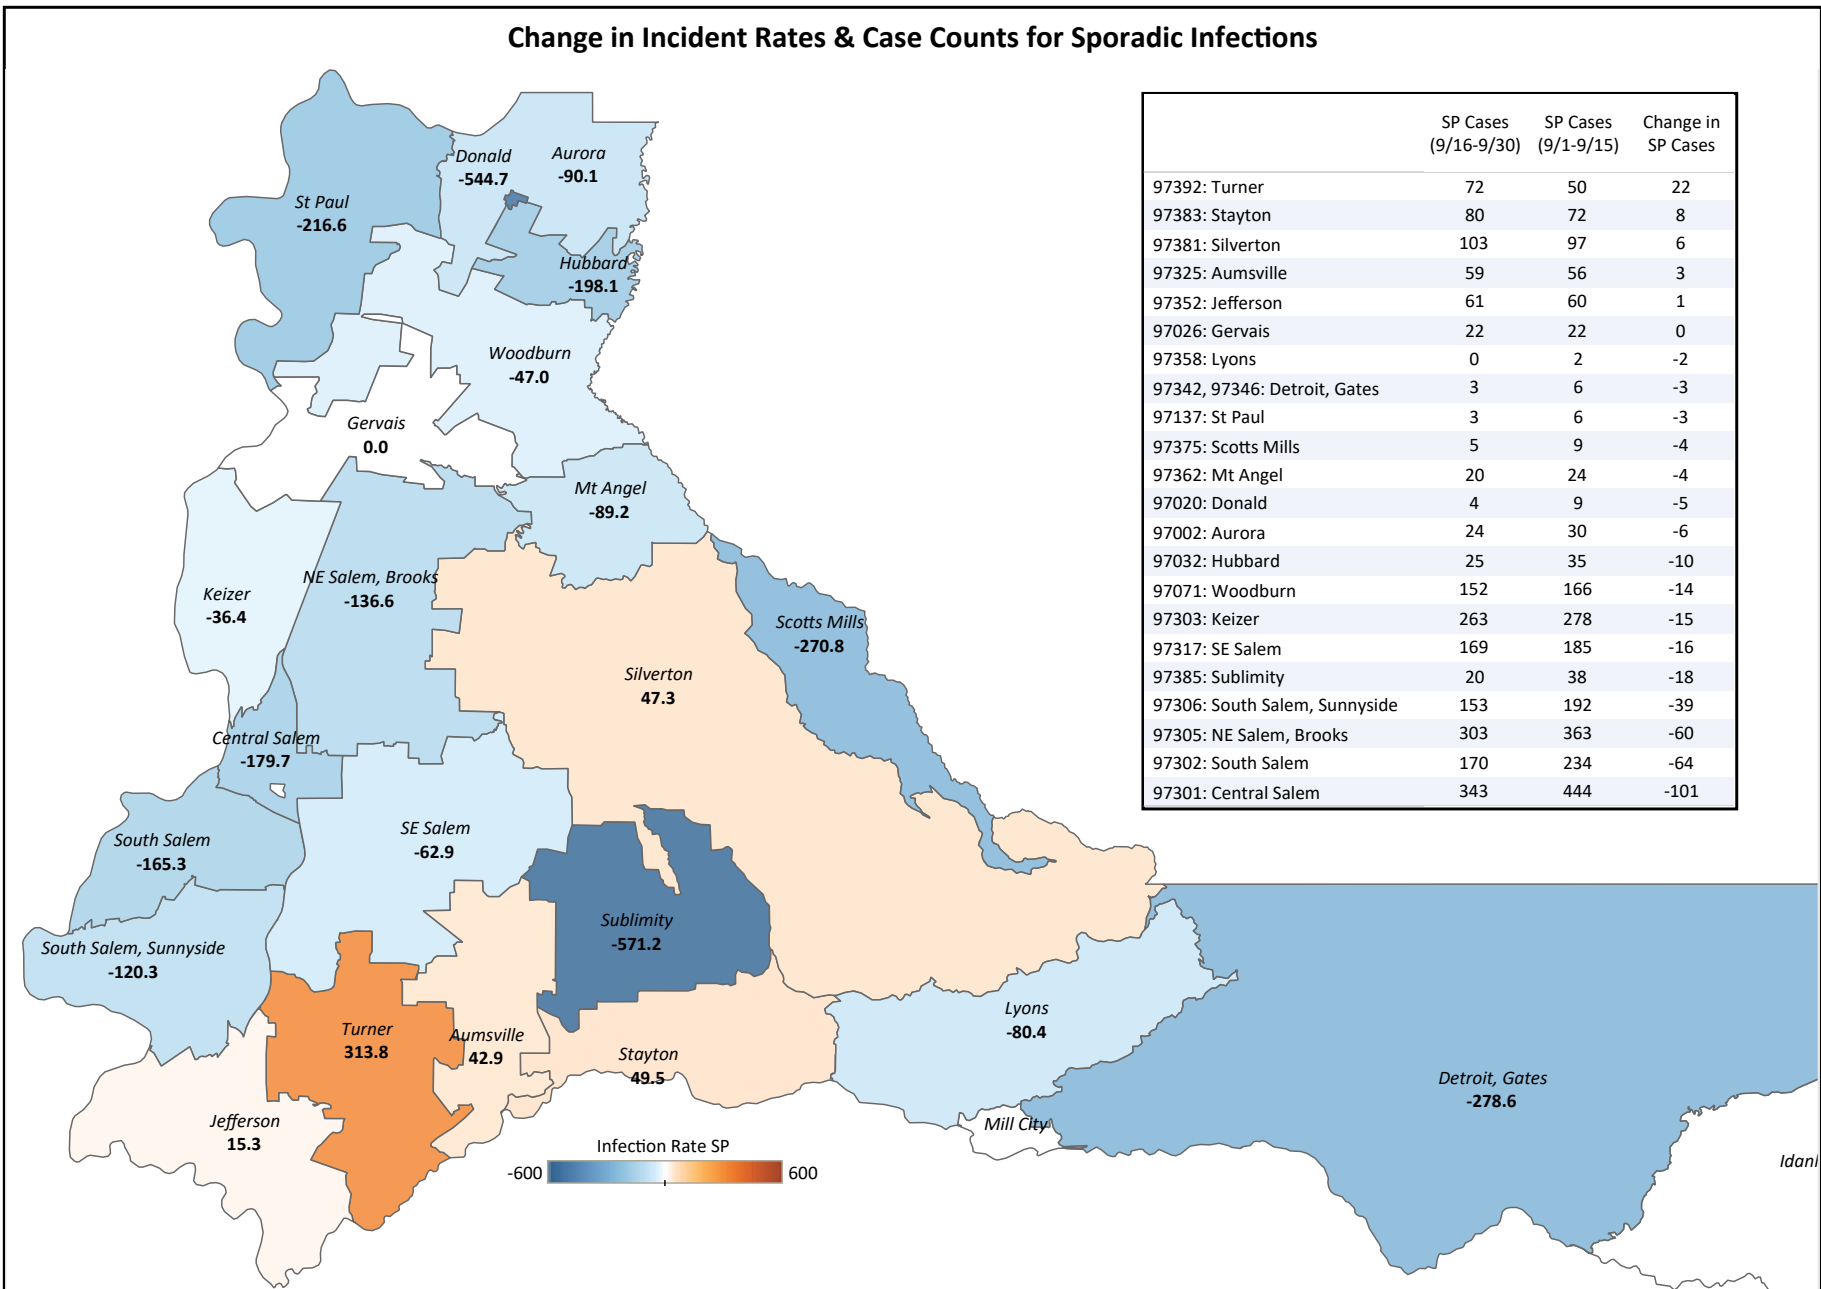 Change in Incident Rates & Case Counts for Sporadic Infections
SP Cases SP Cases Change in
(9/16-9/30) (9/1-9/15) SP Cases
97392: Turner 72 50 22
97383: Stayton 80 72 8
97381: Silverton 103 97 6
97325: Aumsville 59 56 3
97352: Jefferson 61 60 1
97026: Gervais 22 22 0
97358: Lyons 0 2 -2
97342, 97346: Detroit, Gates 3 6 -3
97137: St Paul 3 6 -3
97375: Scotts Mills 5 9 -4
97362: Mt Angel 20 24 -4
97020: Donald 4 9 -5
97002: Aurora 24 30 -6
97032: Hubbard 25 35 -10
97071: Woodburn 152 166 -14
97303: Keizer 263 278 -15
97317: SE Salem 169 185 -16
97385: Sublimity 20 38 -18
97306: South Salem, Sunnyside 153 192 -39
97305: NE Salem, Brooks 303 363 -60
97302: South Salem 170 234 -64
97301: Central Salem 343 444 -101
Donald
-544.7
Aurora
-90.1
St Paul
-216.6
Hubbard
-198.1
Woodburn
-47.0
Gervais
0.0
Mt Angel
-89.2
NE Salem, Brooks
-136.6
Keizer
-36.4
Scotts Mills
-270.8
Silverton
47.3
Central Salem
-179.7
South Salem
-165.3
SE Salem
-62.9
Sublimity
-571.2
South Salem, Sunnyside
-120.3
Turner
313.8
Aumsville
42.9
Stayton
49.5
Lyons
-80.4
Detroit, Gates
-278.6
Jefferson
15.3
Mill City
Infection Rate SP
-600 600